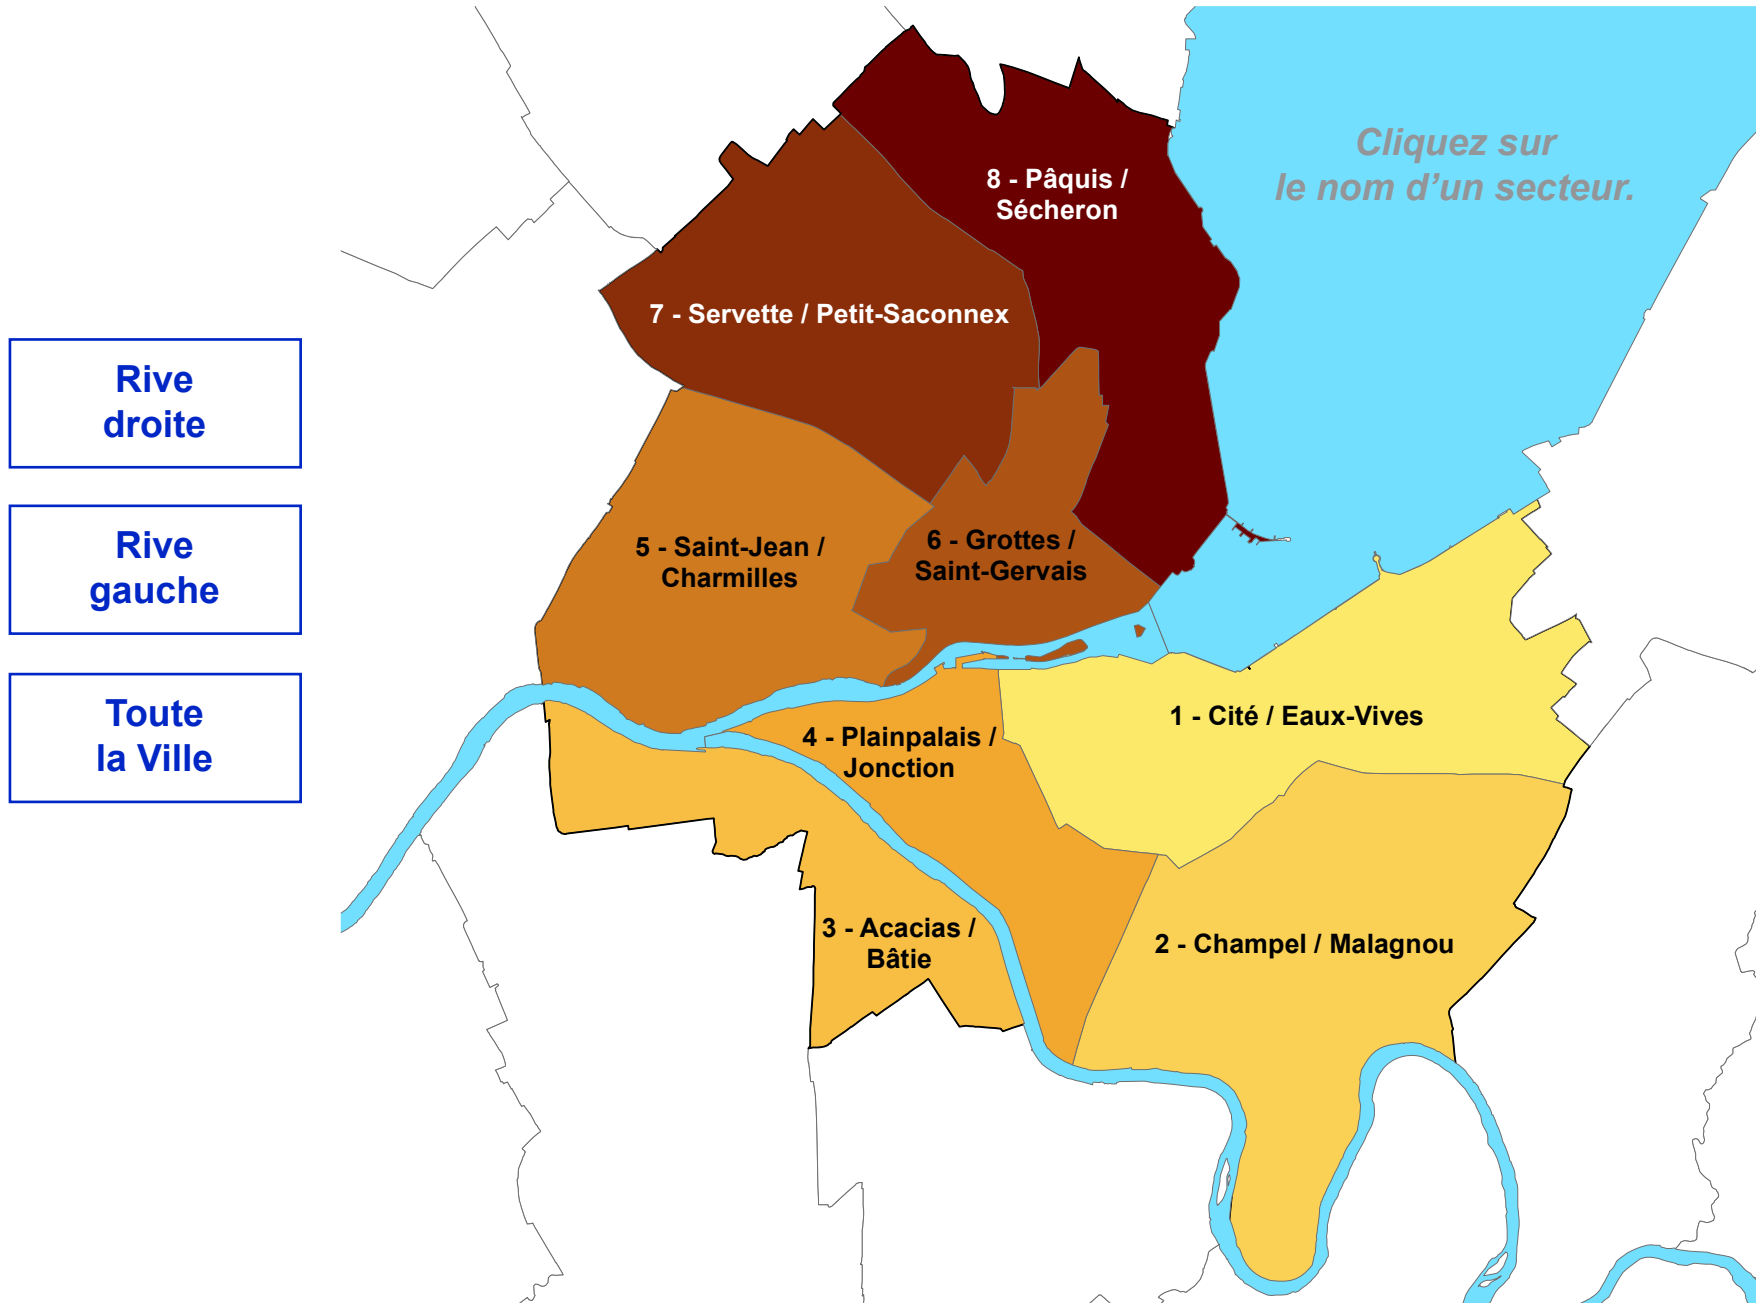 Cliquez sur
le nom d’un secteur.
8 - Pâquis /
Sécheron
7 - Servette / Petit-Saconnex
Rive
droite
5 - Saint-Jean /
Charmilles
6 - Grottes /
Saint-Gervais
Rive
gauche
Toute
la Ville
1 - Cité / Eaux-Vives
4 - Plainpalais /
Jonction
3 - Acacias /
Bâtie
2 - Champel / Malagnou